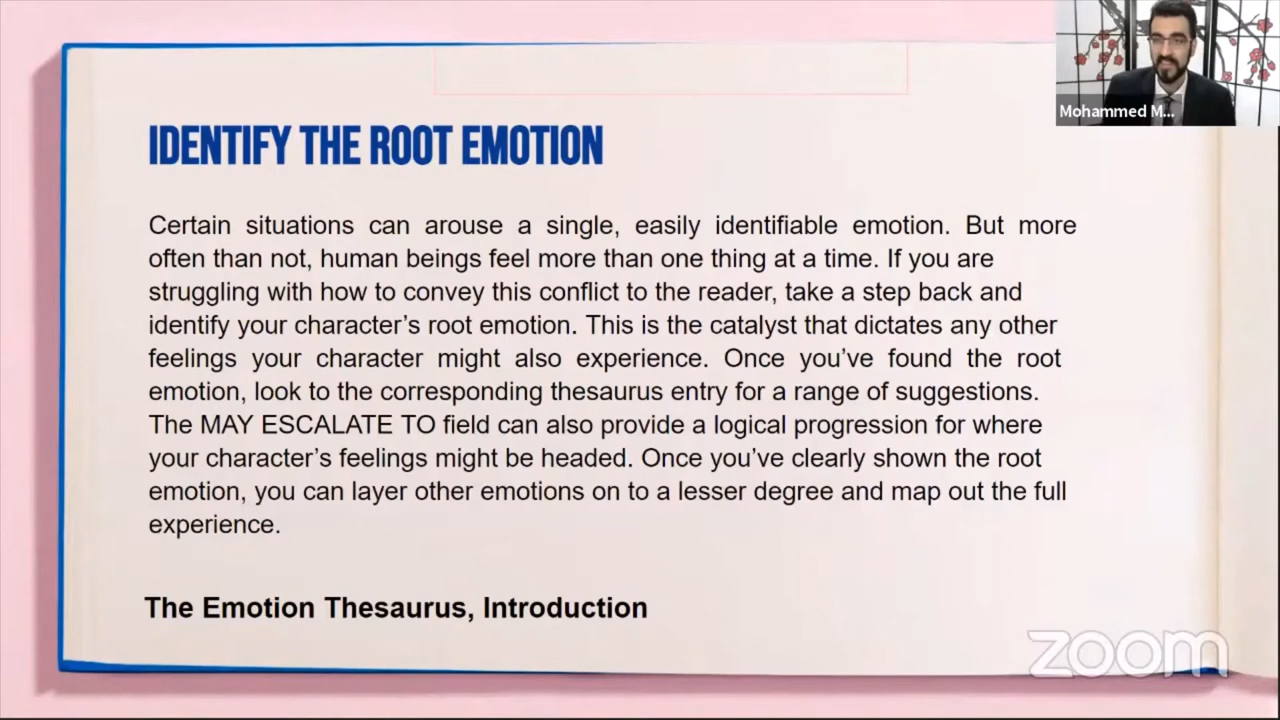 Mohammed M...
IDENTIFY THE ROOT EMOTION
Certain situations can arouse a single, easily identifiable emotion. But more
often than not, human beings feel more than one thing at a time. If you are
struggling with how to convey this conflict to the reader, take a step back and
identify your character’s root emotion. This is the catalyst that dictates any other
feelings your character might also experience. Once you’ve found the root
emotion, look to the corresponding thesaurus entry for a range of suggestions.
The MAY ESCALATE TO field can also provide a logical progression for where
your character’s feelings might be headed. Once you’ve clearly shown the root
emotion, you can layer other emotions on to a lesser degree and map out the full
experience.
The Emotion Thesaurus, Introduction
zoom